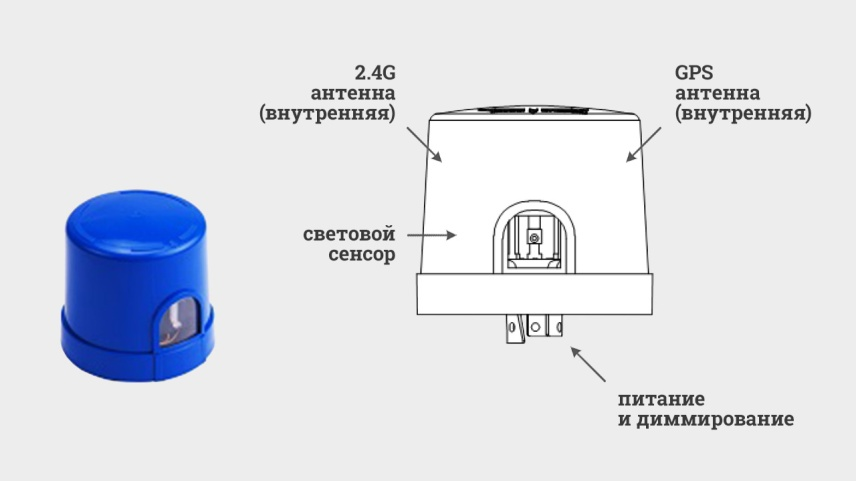 2.4G
антенна
(внутренняя)
GPS
антенна
(внутренняя)
световой
сенсор
питание
и диммирование